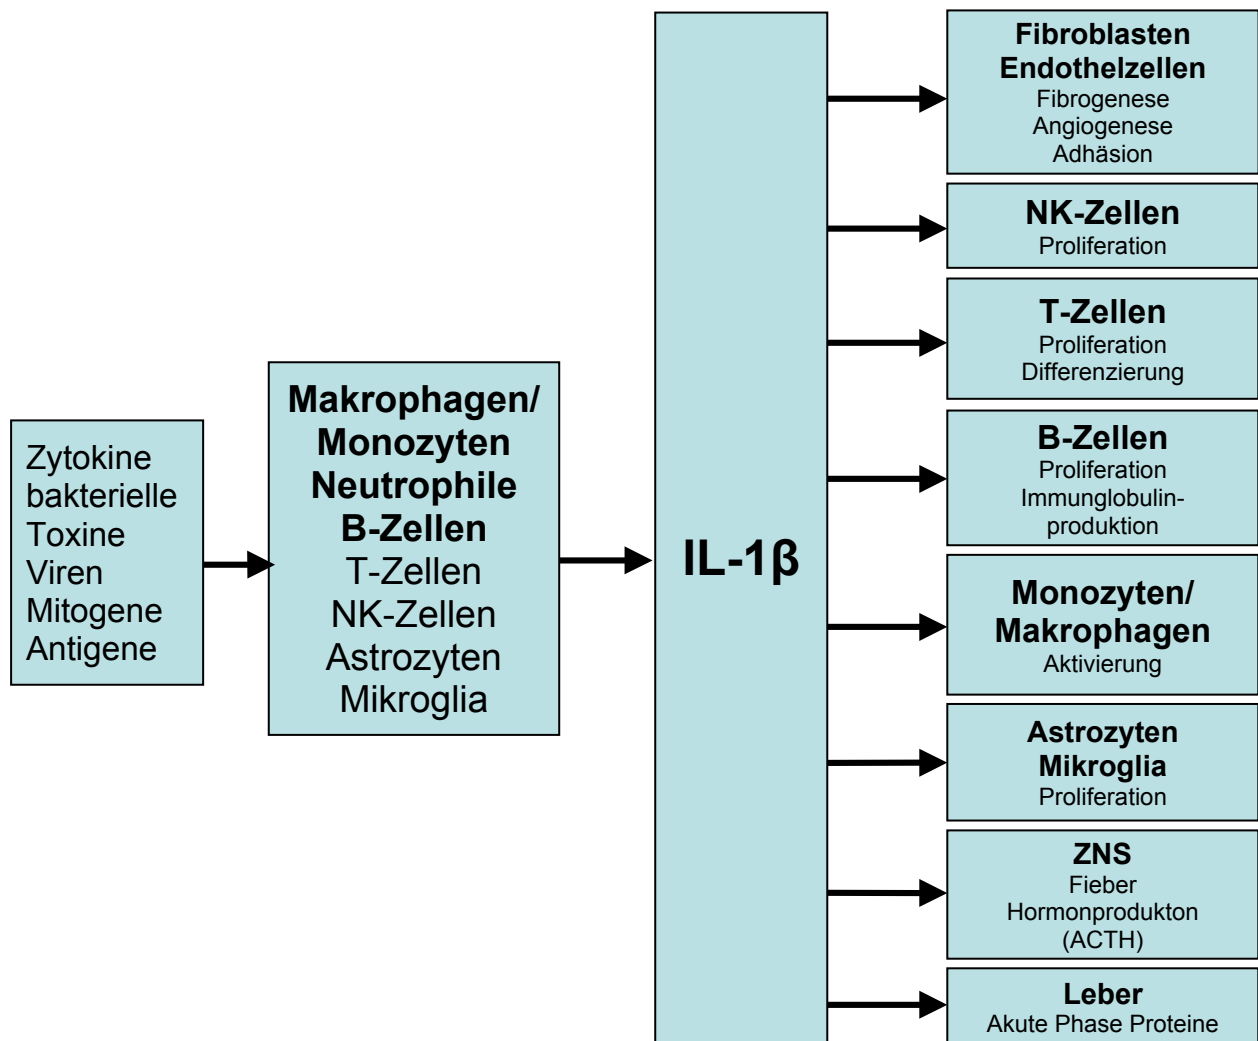 Zytokine
bakterielle
Toxine
Viren
Mitogene
Antigene
Makrophagen/
Monozyten
Neutrophile
B-Zellen
T-Zellen
NK-Zellen
Astrozyten
Mikroglia
IL-1β
Fibroblasten
Endothelzellen
Fibrogenese
Angiogenese
Adhäsion
NK-Zellen
Proliferation
T-Zellen
Proliferation
Differenzierung
B-Zellen
Proliferation
Immunglobulin-
produktion
Monozyten/
Makrophagen
Aktivierung
Astrozyten
Mikroglia
Proliferation
ZNS
Fieber
Hormonprodukton
(ACTH)
Leber
Akute Phase Proteine